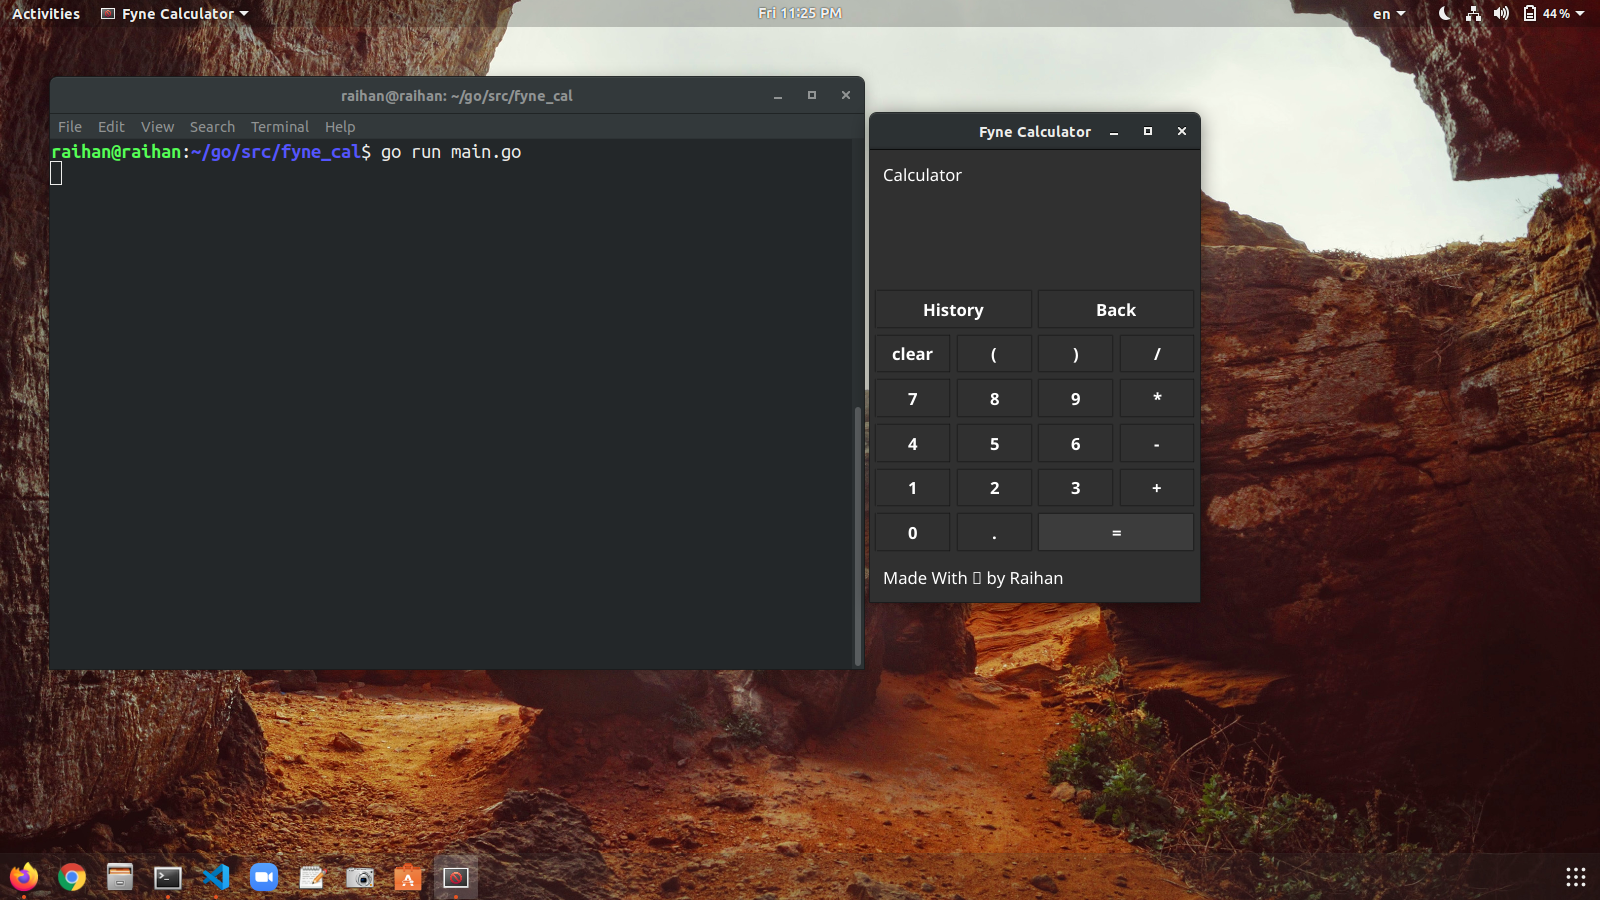 Activities Fyne Calculator Fri 11:25 PM en 44%
raihan@raihan: ~/go/src/fyne_cal
File Edit View Search Terminal Help
raihan@raihan:~/go/src/fyne_cal$ go run main.go
Fyne Calculator
Calculator
History Back
clear ( ) /
7 8 9 *
4 5 6 -
1 2 3 +
0 . =
Made With ▯ by Raihan